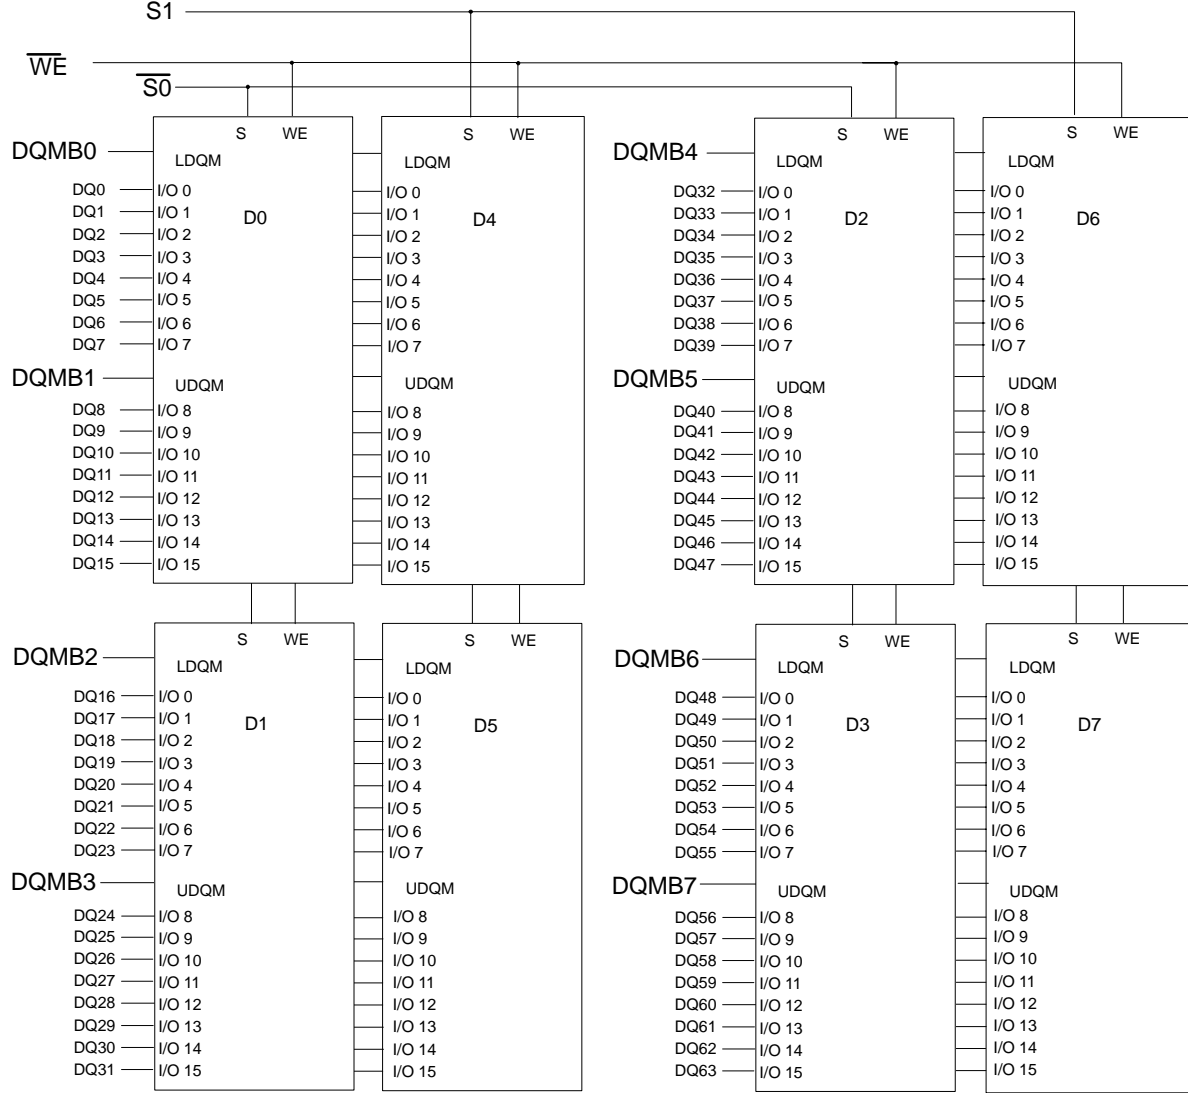 S1
WE
S0
S WE
DQMB0 LDQM LDQM DQMB4 LDQM LDQM
S S WE S S WE
DQ0 I/O 0 I/O 0 DQ32 I/O 0 I/O 0
DQ1 I/O 1 D0 I/O 1 D4 DQ33 I/O 1 D2 I/O 1 D6
DQ2 I/O 2 I/O 2 DQ34 I/O 2 I/O 2
DQ3 I/O 3 I/O 3 DQ35 I/O 3 I/O 3
DQ4 I/O 4 I/O 4 DQ36 I/O 4 I/O 4
DQ5 I/O 5 I/O 5 DQ37 I/O 5 I/O 5
DQ6 I/O 6 I/O 6 DQ38 I/O 6 I/O 6
DQ7 I/O 7 I/O 7 DQ39 I/O 7 I/O 7
DQMB1 UDQM UDQM DQMB5 UDQM UDQM
DQ8 I/O 8 I/O 8 DQ40 I/O 8 I/O 8
DQ9 I/O 9 I/O 9 DQ41 I/O 9 I/O 9
DQ10 I/O 10 I/O 10 DQ42 I/O 10 I/O 10
DQ11 I/O 11 I/O 11 DQ43 I/O 11 I/O 11
DQ12 I/O 12 I/O 12 DQ44 I/O 12 I/O 12
DQ13 I/O 13 I/O 13 DQ45 I/O 13 I/O 13
DQ14 I/O 14 I/O 14 DQ46 I/O 14 I/O 14
DQ15 I/O 15 I/O 15 DQ47 I/O 15 I/O 15
S WE S WE S WE S WE
DQMB2 LDQM LDQM DQMB6 LDQM LDQM
DQ16 I/O 0 I/O 0 DQ48 I/O 0 I/O 0
DQ17 I/O 1 D1 I/O 1 D5 DQ49 I/O 1 D3 I/O 1 D7
DQ18 I/O 2 I/O 2 DQ50 I/O 2 I/O 2
DQ19 I/O 3 I/O 3 DQ51 I/O 3 I/O 3
DQ20 I/O 4 I/O 4 DQ52 I/O 4 I/O 4
DQ21 I/O 5 I/O 5 DQ53 I/O 5 I/O 5
DQ22 I/O 6 I/O 6 DQ54 I/O 6 I/O 6
DQ23 I/O 7 I/O 7 DQ55 I/O 7 I/O 7
DQMB3 UDQM UDQM DQMB7 UDQM UDQM
DQ24 I/O 8 I/O 8 DQ56 I/O 8 I/O 8
DQ25 I/O 9 I/O 9 DQ57 I/O 9 I/O 9
DQ26 I/O 10 I/O 10 DQ58 I/O 10 I/O 10
DQ27 I/O 11 I/O 11 DQ59 I/O 11 I/O 11
DQ28 I/O 12 I/O 12 DQ60 I/O 12 I/O 12
DQ29 I/O 13 I/O 13 DQ61 I/O 13 I/O 13
DQ30 I/O 14 I/O 14 DQ62 I/O 14 I/O 14
DQ31 I/O 15 I/O 15 DQ63 I/O 15 I/O 15